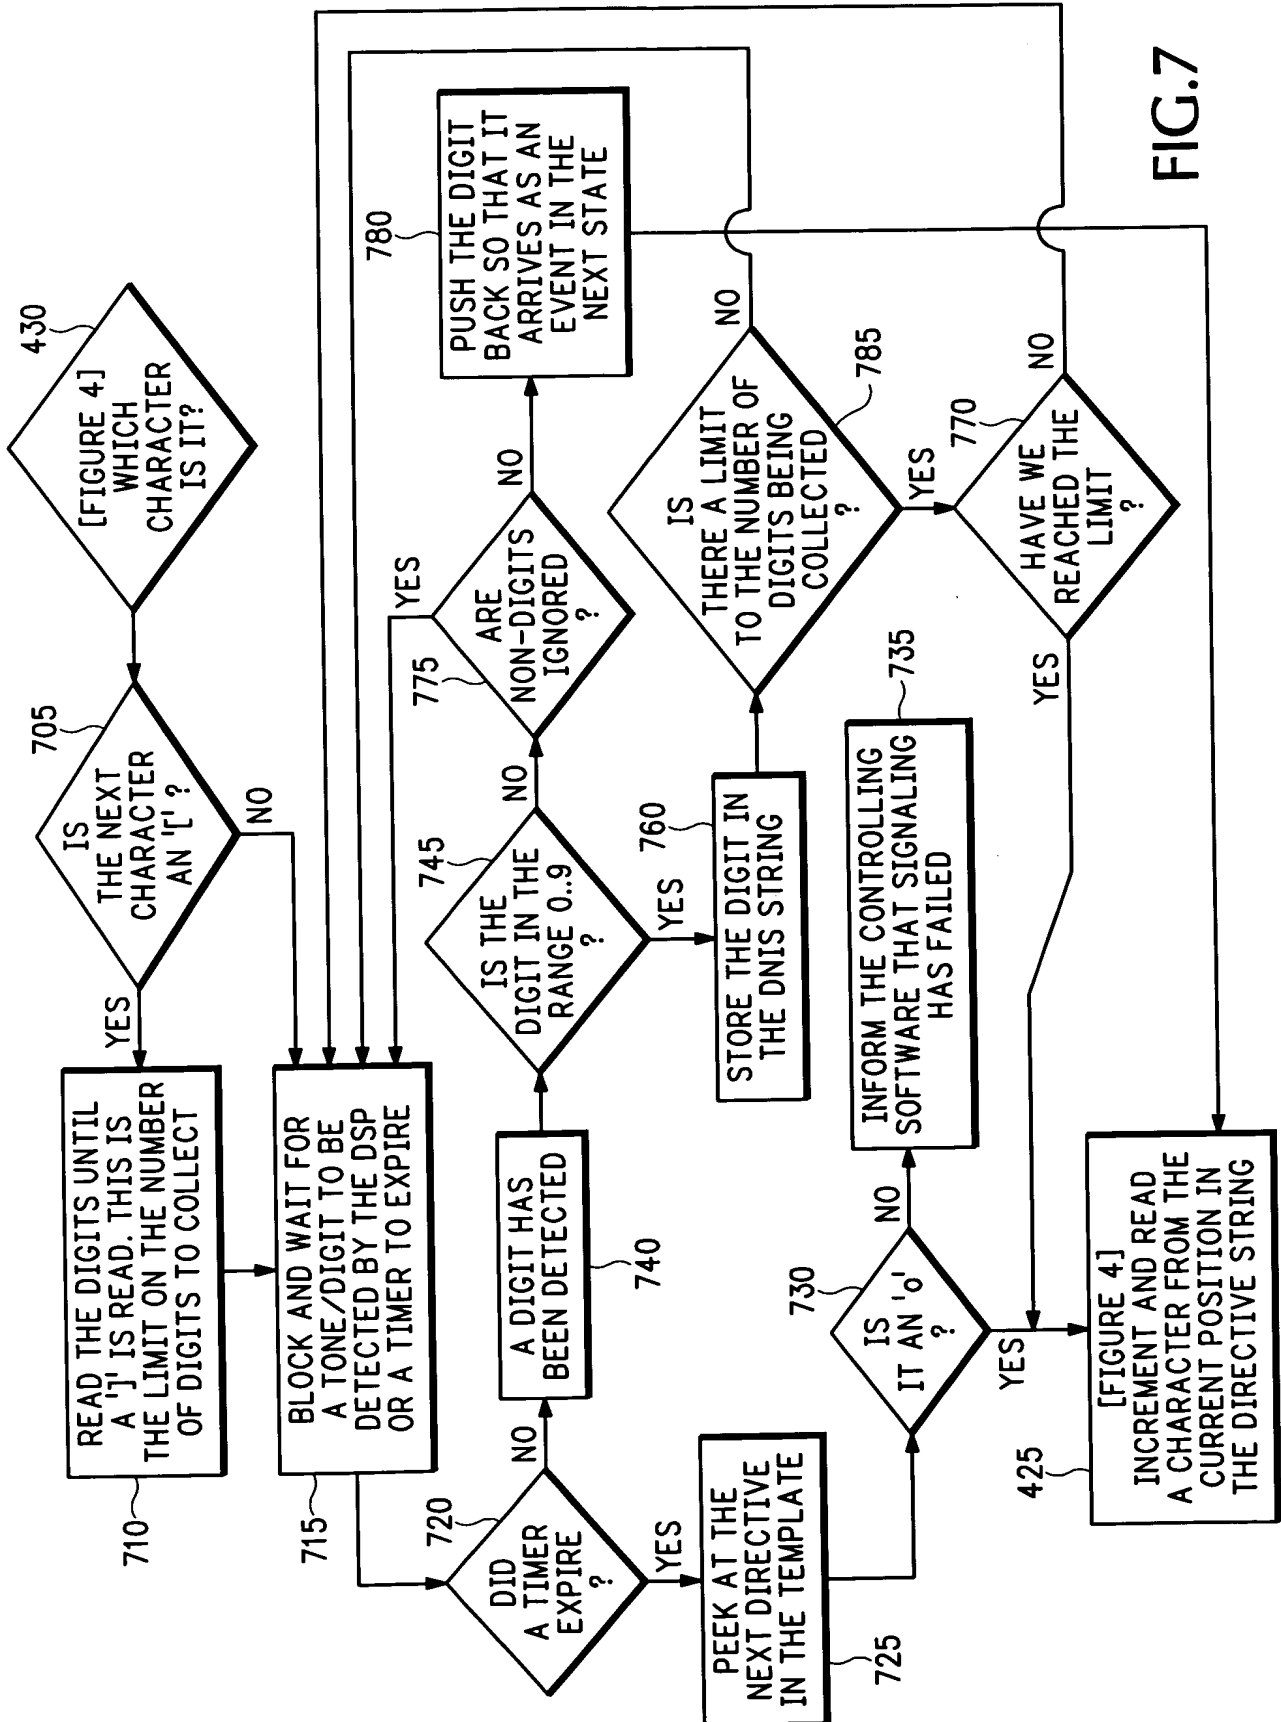 430
[FIGURE 4]
WHICH
CHARACTER
IS IT?
705
IS
THE NEXT
CHARACTER
AN '[' ?
YES
NO
READ THE DIGITS UNTIL
A ']' IS READ. THIS IS
THE LIMIT ON THE NUMBER
OF DIGITS TO COLLECT
710
BLOCK AND WAIT FOR
A TONE/DIGIT TO BE
DETECTED BY THE DSP
OR A TIMER TO EXPIRE
715
720
DID
A TIMER
EXPIRE
?
NO
YES
A DIGIT HAS
BEEN DETECTED
740
745
IS THE
DIGIT IN THE
RANGE 0..9
?
NO
YES
775
ARE
NON-DIGITS
IGNORED
?
YES
NO
780
PUSH THE DIGIT
BACK SO THAT IT
ARRIVES AS AN
EVENT IN THE
NEXT STATE
760
STORE THE DIGIT IN
THE DNIS STRING
IS
THERE A LIMIT
TO THE NUMBER OF
DIGITS BEING
COLLECTED
?
785
NO
YES
770
HAVE WE
REACHED THE
LIMIT
?
NO
YES
PEEK AT THE
NEXT DIRECTIVE
IN THE TEMPLATE
725
730
IS
IT AN 'o'
?
NO
YES
735
INFORM THE CONTROLLING
SOFTWARE THAT SIGNALING
HAS FAILED
425
[FIGURE 4]
INCREMENT AND READ
A CHARACTER FROM THE
CURRENT POSITION IN
THE DIRECTIVE STRING
FIG.7